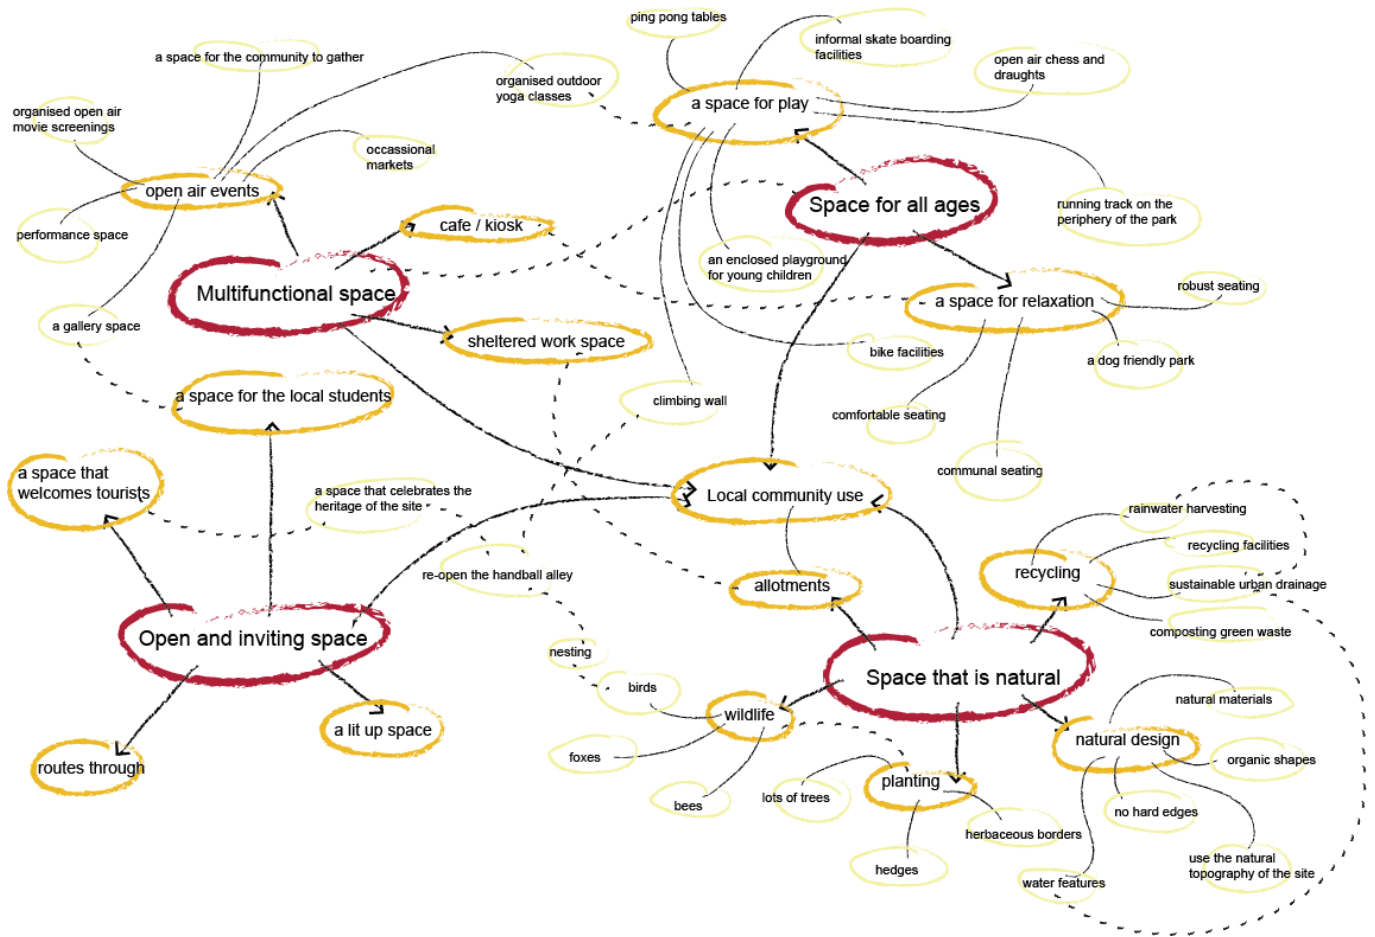 ping pong tables
informal skate boarding
facilities
a space for the community to gather
open air chess and
draughts
organised outdoor
yoga classes
a space for play
organised open air
movie screenings
occassional
markets
open air events
Space for all ages
running track on the
periphery of the park
cafe / kiosk
performance space
an enclosed playground
for young children
Multifunctional space
a space for relaxation
robust seating
a gallery space
sheltered work space
bike facilities
a dog friendly park
a space for the local students
climbing wall
comfortable seating
a space that
welcomes tourists
communal seating
a space that celebrates the
heritage of the site
Local community use
rainwater harvesting
recycling facilities
re-open the handball alley
recycling
allotments
sustainable urban drainage
Open and inviting space
composting green waste
nesting
Space that is natural
birds
natural materials
wildlife
a lit up space
natural design
foxes
organic shapes
routes through
planting
lots of trees
bees
no hard edges
herbaceous borders
hedges
use the natural
topography of the site
water features